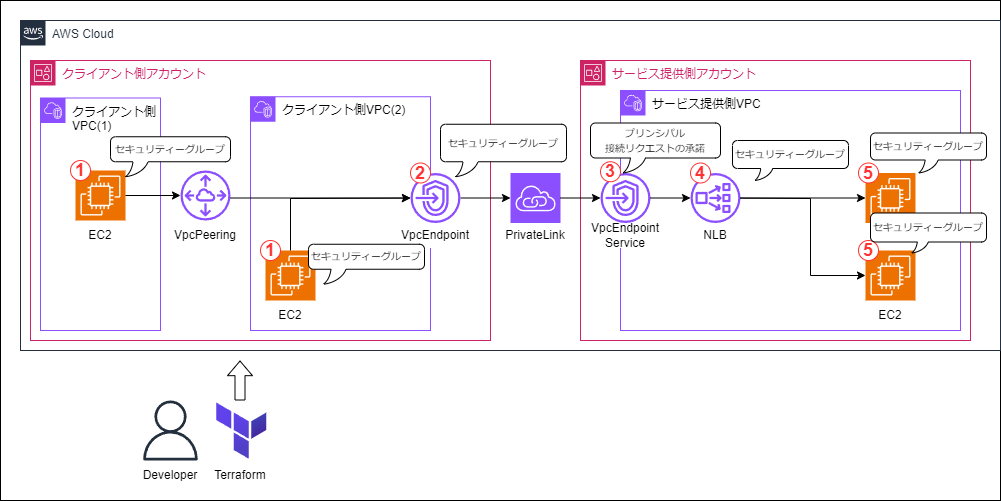 aws
AWS Cloud
クライアント側アカウント
サービス提供側アカウント
クライアント側
VPC(1)
クライアント側VPC(2)
サービス提供側VPC
セキュリティーグループ
セキュリティーグループ
プリンシパル
接続リクエストの承諾
セキュリティーグループ
セキュリティーグループ
1
2
3
4
5
EC2
VpcPeering
VpcEndpoint
PrivateLink
VpcEndpoint
Service
NLB
セキュリティーグループ
1
セキュリティーグループ
5
EC2
EC2
Developer
Terraform